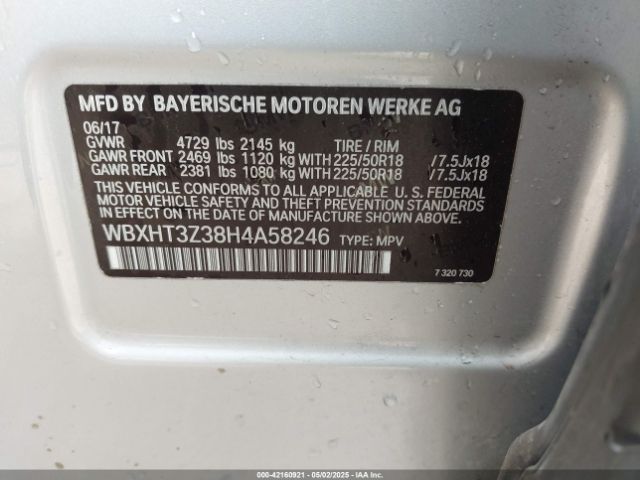 MFD BY BAYERISCHE MOTOREN WERKE AG
06/17
GVWR 4729 lbs 2145 kg TIRE / RIM
GAWR FRONT 2469 lbs 1120 kg WITH 225/50R18 /7.5Jx18
GAWR REAR 2381 lbs 1080 kg WITH 225/50R18 /7.5Jx18
THIS VEHICLE CONFORMS TO ALL APPLICABLE U. S. FEDERAL
MOTOR VEHICLE SAFETY, BUMPER AND THEFT PREVENTION
STANDARDS IN EFFECT ON THE DATE OF MANUFACTURE SHOWN ABOVE.
WBXHT3Z38H4A58246 TYPE: MPV
7 320 730
000-42160921 - 05/02/2025 - COPYRIGHT IAA, LLC.